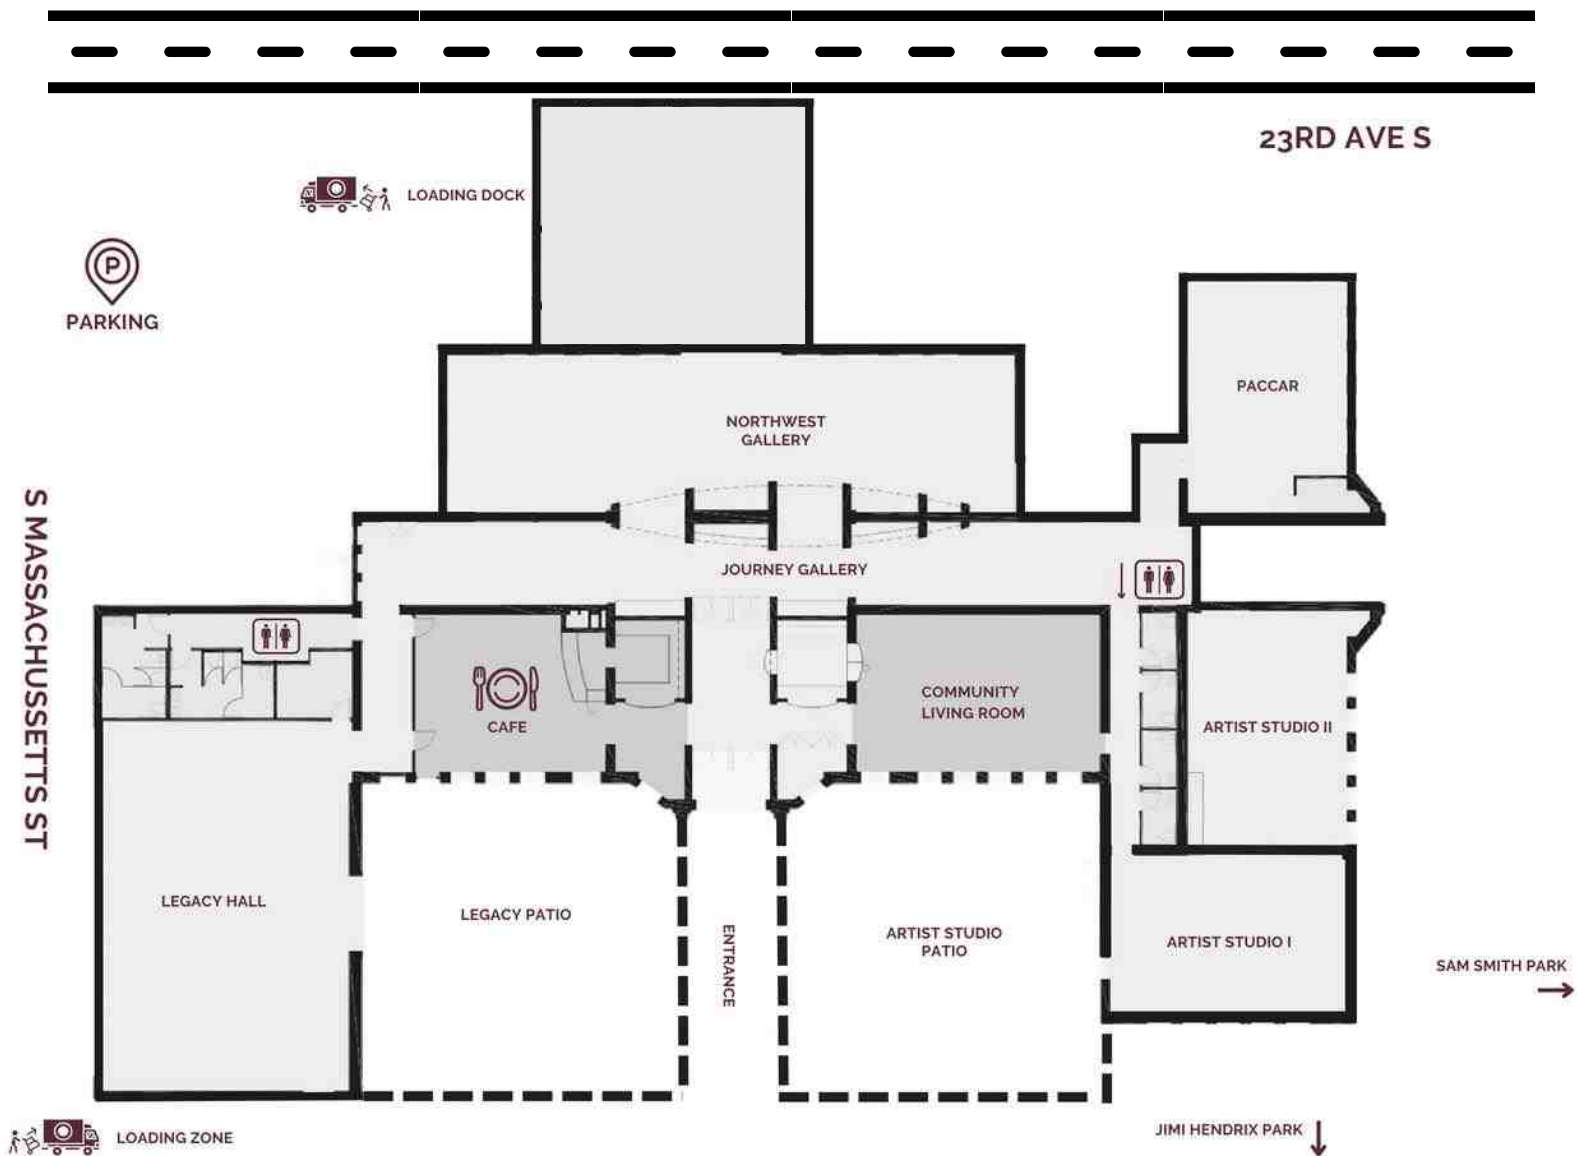 23RD AVE S
LOADING DOCK
P
PARKING
PACCAR
NORTHWEST
GALLERY
S MASSACHUSSETTS ST
JOURNEY GALLERY
COMMUNITY
LIVING ROOM
CAFE
ARTIST STUDIO II
LEGACY HALL
LEGACY PATIO
ENTRANCE
ARTIST STUDIO
PATIO
ARTIST STUDIO I
SAM SMITH PARK
JIMI HENDRIX PARK
LOADING ZONE